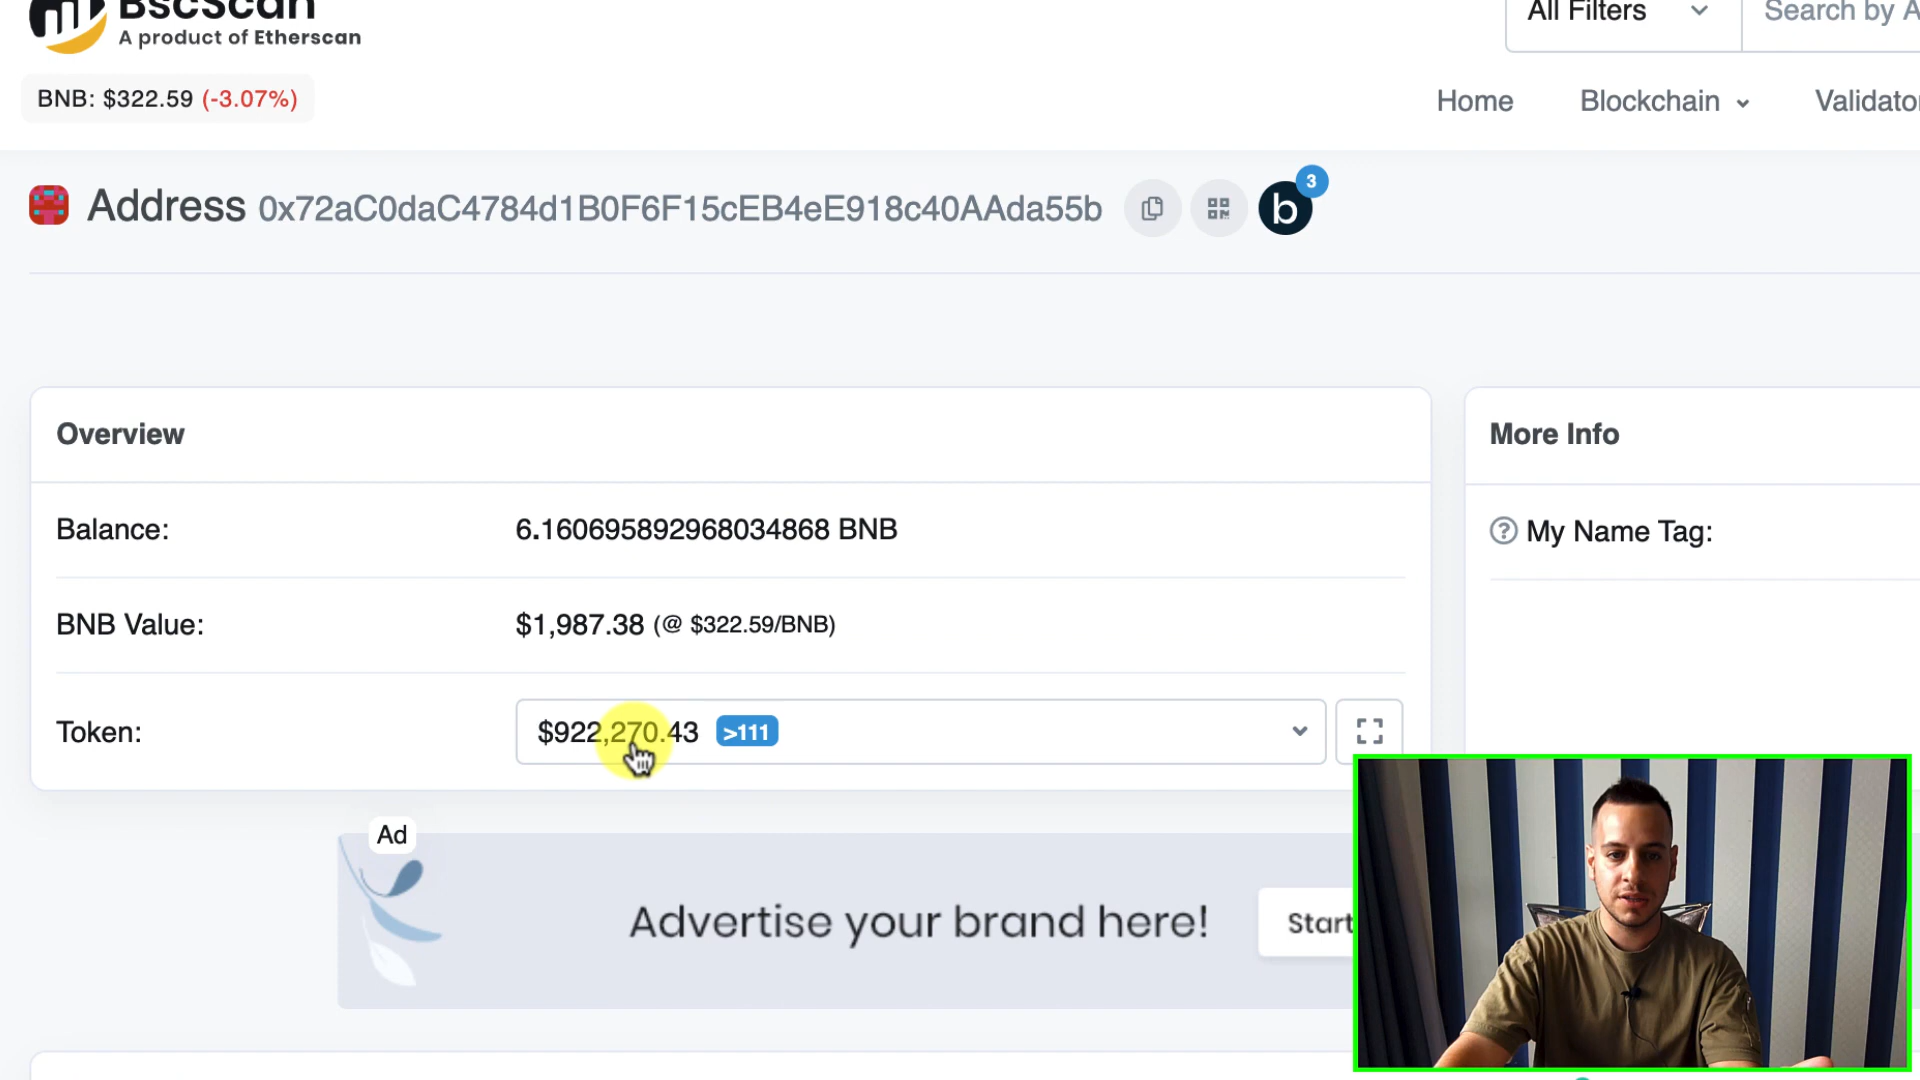 BscScan
A product of Etherscan
All Filters
Search by A
BNB: $322.59 (-3.07%)
Home
Blockchain
Validator
Address 0x72aC0daC4784d1B0F6F15cEB4eE918c40AAda55b
b
3
Overview
More Info
Balance:
6.160695892968034868 BNB
My Name Tag:
BNB Value:
$1,987.38 (@ $322.59/BNB)
Token:
$922,270.43 >111
Ad
Advertise your brand here!
Start